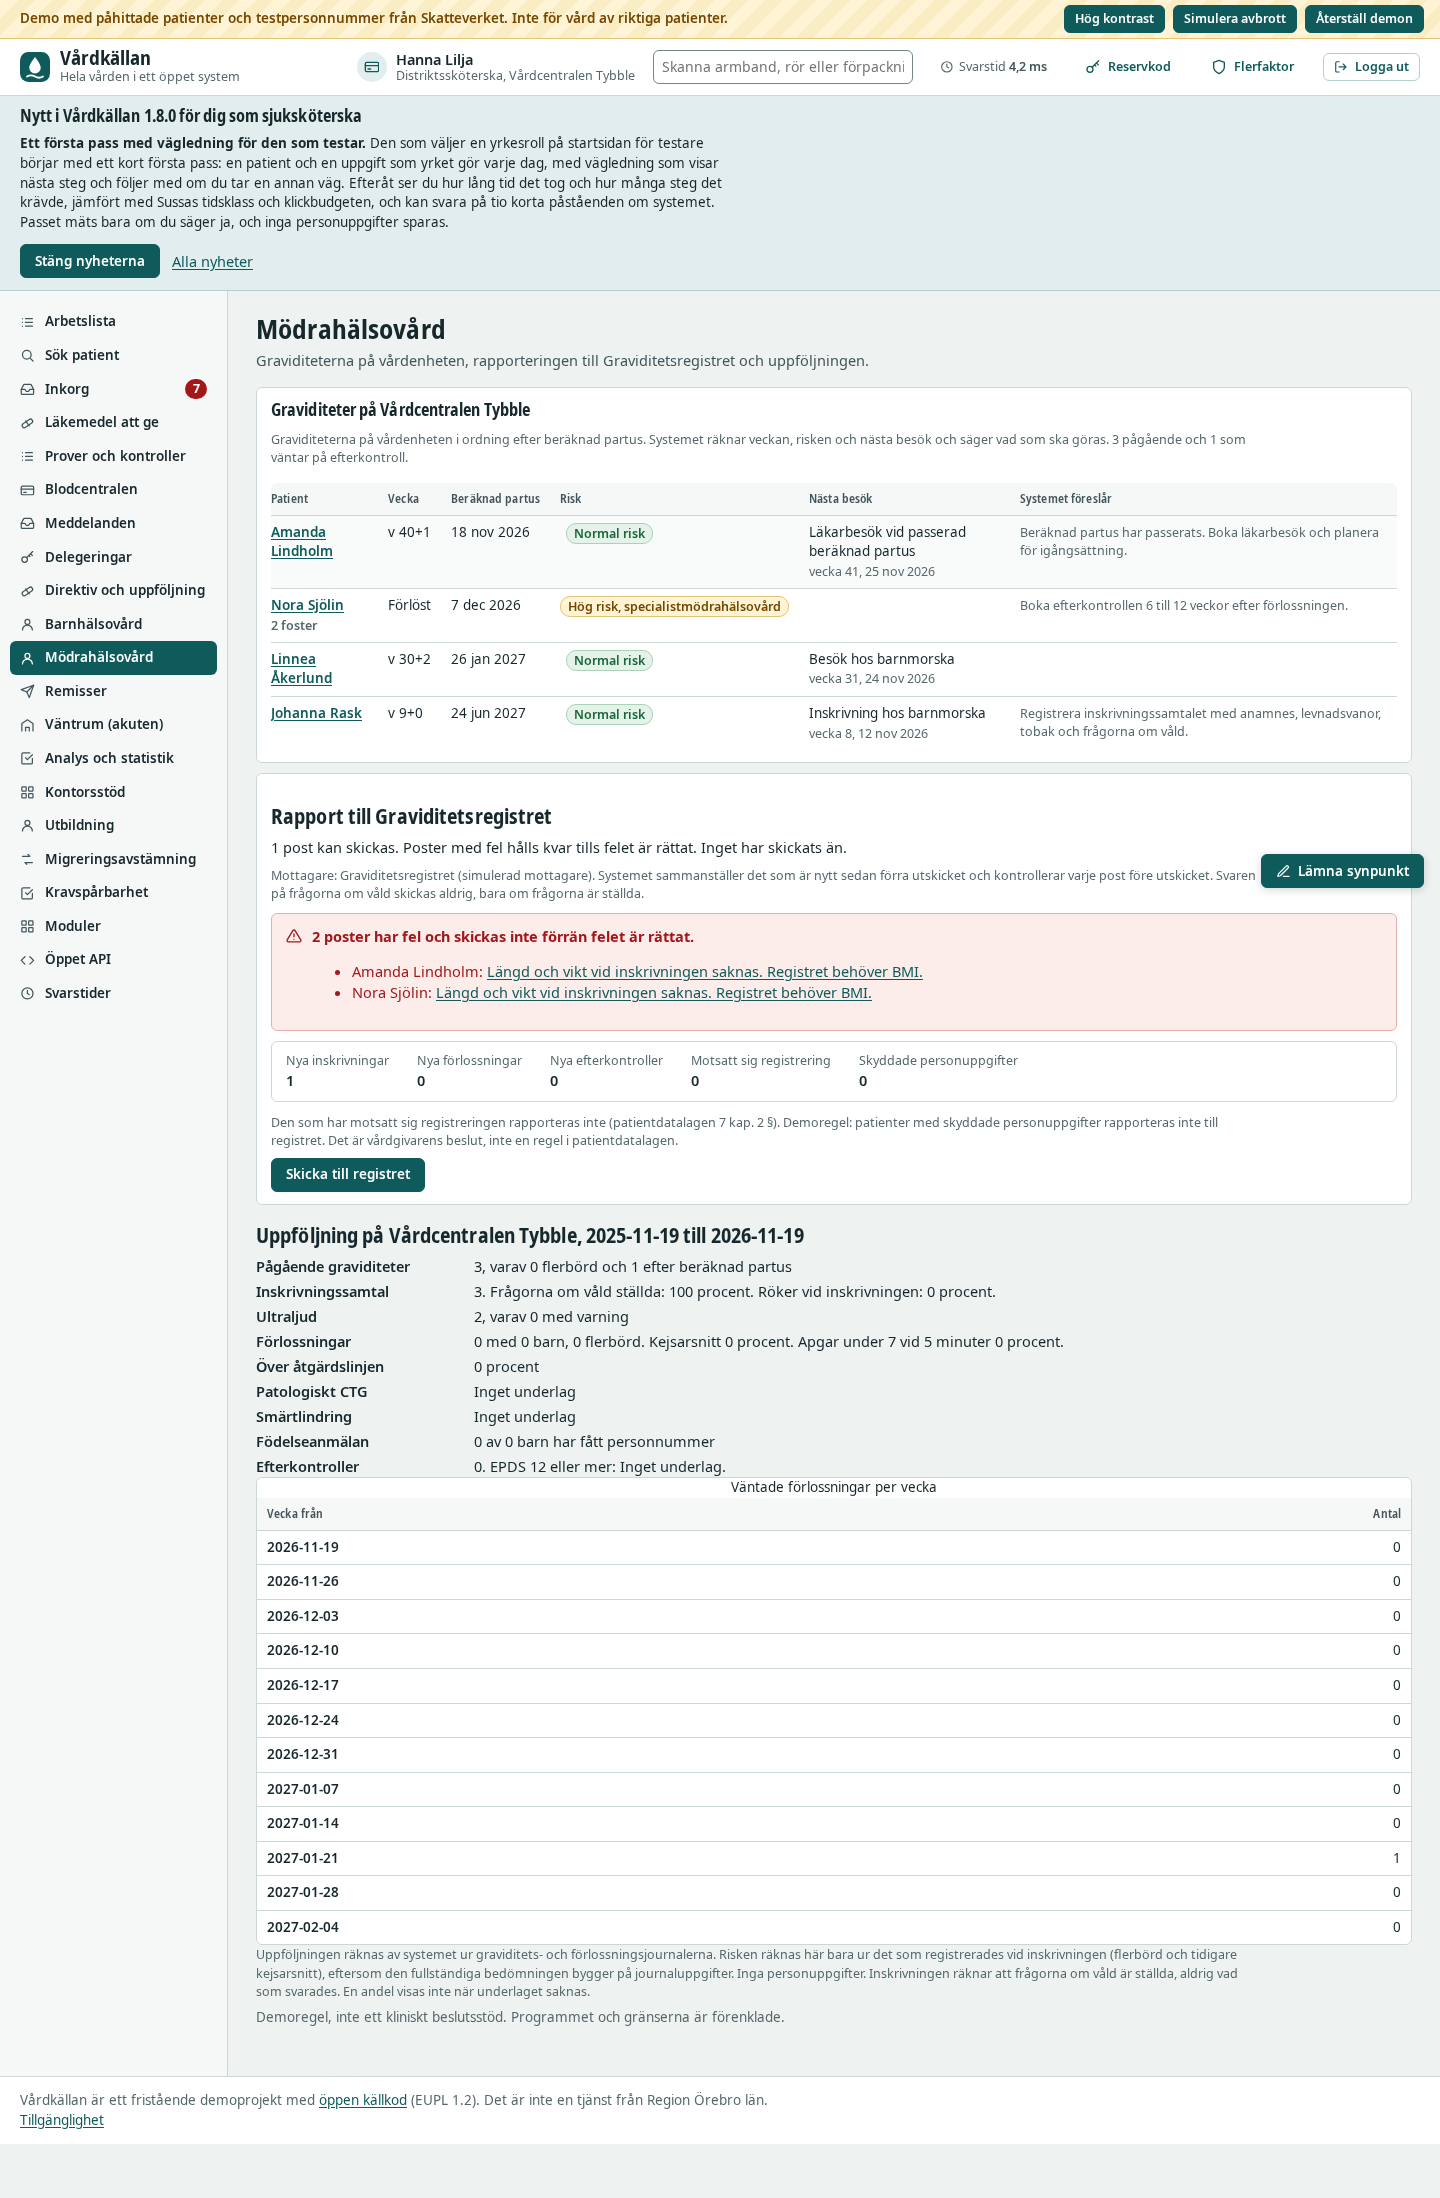 Demo med påhittade patienter och testpersonnummer från Skatteverket. Inte för vård av riktiga patienter.
Hög kontrast
Simulera avbrott
Återställ demon
Vårdkällan
Hela vården i ett öppet system
Hanna Lilja
Distriktssköterska, Vårdcentralen Tybble
Skanna armband, rör eller förpackni
Svarstid 4,2 ms
Reservkod
Flerfaktor
Logga ut
Nytt i Vårdkällan 1.8.0 för dig som sjuksköterska
Ett första pass med vägledning för den som testar. Den som väljer en yrkesroll på startsidan för testare
börjar med ett kort första pass: en patient och en uppgift som yrket gör varje dag, med vägledning som visar
nästa steg och följer med om du tar en annan väg. Efteråt ser du hur lång tid det tog och hur många steg det
krävde, jämfört med Sussas tidsklass och klickbudgeten, och kan svara på tio korta påståenden om systemet.
Passet mäts bara om du säger ja, och inga personuppgifter sparas.
Stäng nyheterna
Alla nyheter
Arbetslista
Sök patient
Inkorg
7
Läkemedel att ge
Prover och kontroller
Blodcentralen
Meddelanden
Delegeringar
Direktiv och uppföljning
Barnhälsovård
Mödrahälsovård
Remisser
Väntrum (akuten)
Analys och statistik
Kontorsstöd
Utbildning
Migreringsavstämning
Kravspårbarhet
Moduler
Öppet API
Svarstider
Mödrahälsovård
Graviditeterna på vårdenheten, rapporteringen till Graviditetsregistret och uppföljningen.
Graviditeter på Vårdcentralen Tybble
Graviditeterna på vårdenheten i ordning efter beräknad partus. Systemet räknar veckan, risken och nästa besök och säger vad som ska göras. 3 pågående och 1 som
väntar på efterkontroll.
Patient
Vecka
Beräknad partus
Risk
Nästa besök
Systemet föreslår
Amanda
Lindholm
v 40+1
18 nov 2026
Normal risk
Läkarbesök vid passerad
beräknad partus
vecka 41, 25 nov 2026
Beräknad partus har passerats. Boka läkarbesök och planera
för igångsättning.
Nora Sjölin
2 foster
Förlöst
7 dec 2026
Hög risk, specialistmödrahälsovård
Boka efterkontrollen 6 till 12 veckor efter förlossningen.
Linnea
Åkerlund
v 30+2
26 jan 2027
Normal risk
Besök hos barnmorska
vecka 31, 24 nov 2026
Johanna Rask
v 9+0
24 jun 2027
Normal risk
Inskrivning hos barnmorska
vecka 8, 12 nov 2026
Registrera inskrivningssamtalet med anamnes, levnadsvanor,
tobak och frågorna om våld.
Rapport till Graviditetsregistret
1 post kan skickas. Poster med fel hålls kvar tills felet är rättat. Inget har skickats än.
Mottagare: Graviditetsregistret (simulerad mottagare). Systemet sammanställer det som är nytt sedan förra utskicket och kontrollerar varje post före utskicket. Svaren
på frågorna om våld skickas aldrig, bara om frågorna är ställda.
Lämna synpunkt
2 poster har fel och skickas inte förrän felet är rättat.
• Amanda Lindholm: Längd och vikt vid inskrivningen saknas. Registret behöver BMI.
• Nora Sjölin: Längd och vikt vid inskrivningen saknas. Registret behöver BMI.
Nya inskrivningar
1
Nya förlossningar
0
Nya efterkontroller
0
Motsatt sig registrering
0
Skyddade personuppgifter
0
Den som har motsatt sig registreringen rapporteras inte (patientdatalagen 7 kap. 2 §). Demoregel: patienter med skyddade personuppgifter rapporteras inte till
registret. Det är vårdgivarens beslut, inte en regel i patientdatalagen.
Skicka till registret
Uppföljning på Vårdcentralen Tybble, 2025-11-19 till 2026-11-19
Pågående graviditeter
3, varav 0 flerbörd och 1 efter beräknad partus
Inskrivningssamtal
3. Frågorna om våld ställda: 100 procent. Röker vid inskrivningen: 0 procent.
Ultraljud
2, varav 0 med varning
Förlossningar
0 med 0 barn, 0 flerbörd. Kejsarsnitt 0 procent. Apgar under 7 vid 5 minuter 0 procent.
Över åtgärdslinjen
0 procent
Patologiskt CTG
Inget underlag
Smärtlindring
Inget underlag
Födelseanmälan
0 av 0 barn har fått personnummer
Efterkontroller
0. EPDS 12 eller mer: Inget underlag.
Väntade förlossningar per vecka
Vecka från
Antal
2026-11-19
0
2026-11-26
0
2026-12-03
0
2026-12-10
0
2026-12-17
0
2026-12-24
0
2026-12-31
0
2027-01-07
0
2027-01-14
0
2027-01-21
1
2027-01-28
0
2027-02-04
0
Uppföljningen räknas av systemet ur graviditets- och förlossningsjournalerna. Risken räknas här bara ur det som registrerades vid inskrivningen (flerbörd och tidigare
kejsarsnitt), eftersom den fullständiga bedömningen bygger på journaluppgifter. Inga personuppgifter. Inskrivningen räknar att frågorna om våld är ställda, aldrig vad
som svarades. En andel visas inte när underlaget saknas.
Demoregel, inte ett kliniskt beslutsstöd. Programmet och gränserna är förenklade.
Vårdkällan är ett fristående demoprojekt med öppen källkod (EUPL 1.2). Det är inte en tjänst från Region Örebro län.
Tillgänglighet